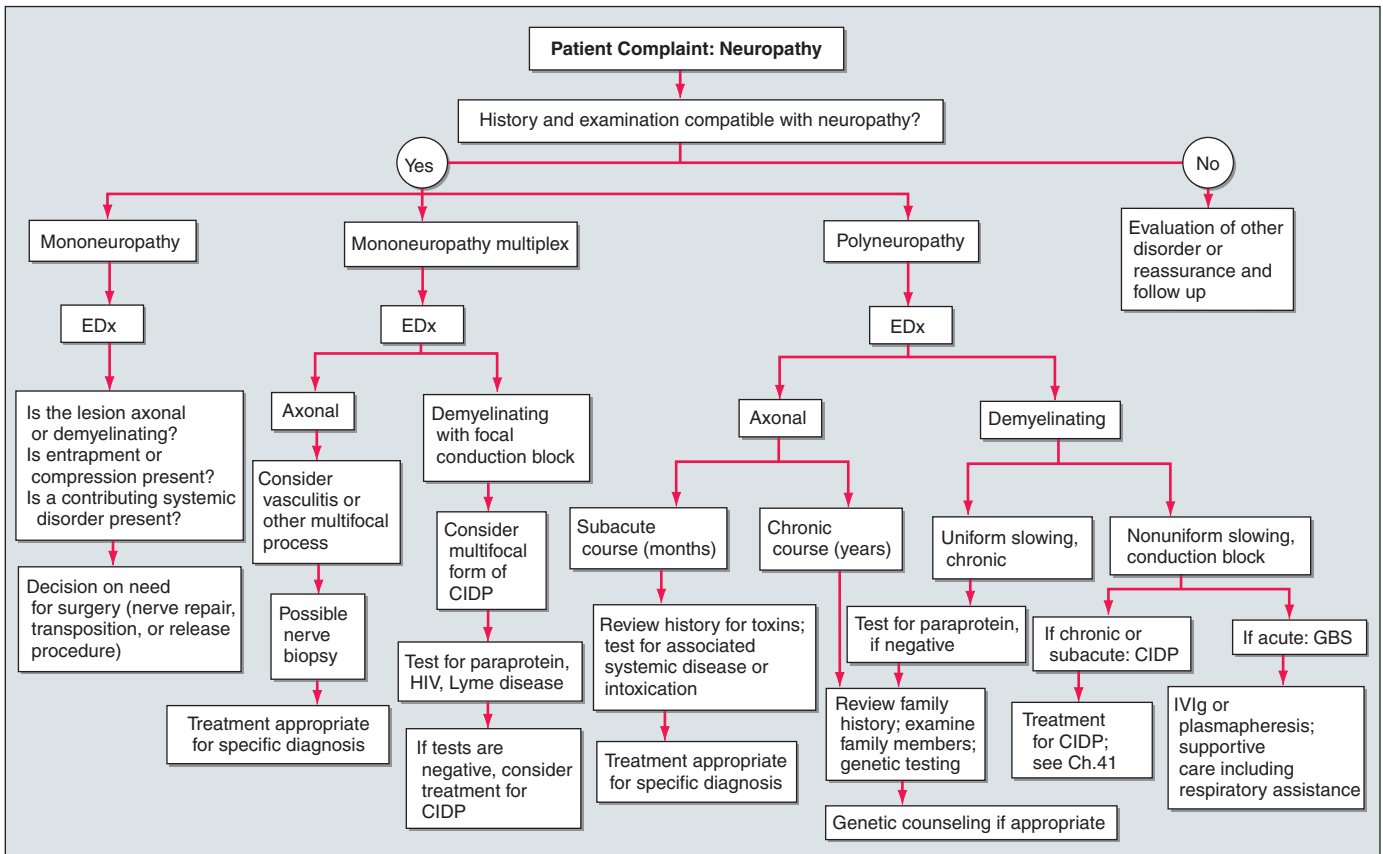 Patient Complaint: Neuropathy
History and examination compatible with neuropathy?
Yes
No
Mononeuropathy
Mononeuropathy multiplex
Polyneuropathy
Evaluation of other
disorder or
reassurance and
follow up
EDx
EDx
EDx
Is the lesion axonal
or demyelinating?
Is entrapment or
compression present?
Is a contributing systemic
disorder present?
Decision on need
for surgery (nerve repair,
transposition, or release
procedure)
Axonal
Consider
vasculitis or
other multifocal
process
Possible
nerve
biopsy
Treatment appropriate
for specific diagnosis
Demyelinating
with focal
conduction block
Consider
multifocal
form of
CIDP
Test for paraprotein,
HIV, Lyme disease
If tests are
negative, consider
treatment for
CIDP
Axonal
Subacute
course (months)
Review history for toxins;
test for associated
systemic disease or
intoxication
Treatment appropriate
for specific diagnosis
Chronic
course (years)
Demyelinating
Uniform slowing,
chronic
Test for paraprotein,
if negative
Review family
history; examine
family members;
genetic testing
Genetic counseling if appropriate
Nonuniform slowing,
conduction block
If chronic or
subacute: CIDP
Treatment
for CIDP;
see Ch.41
If acute: GBS
IVIg or
plasmapheresis;
supportive
care including
respiratory assistance